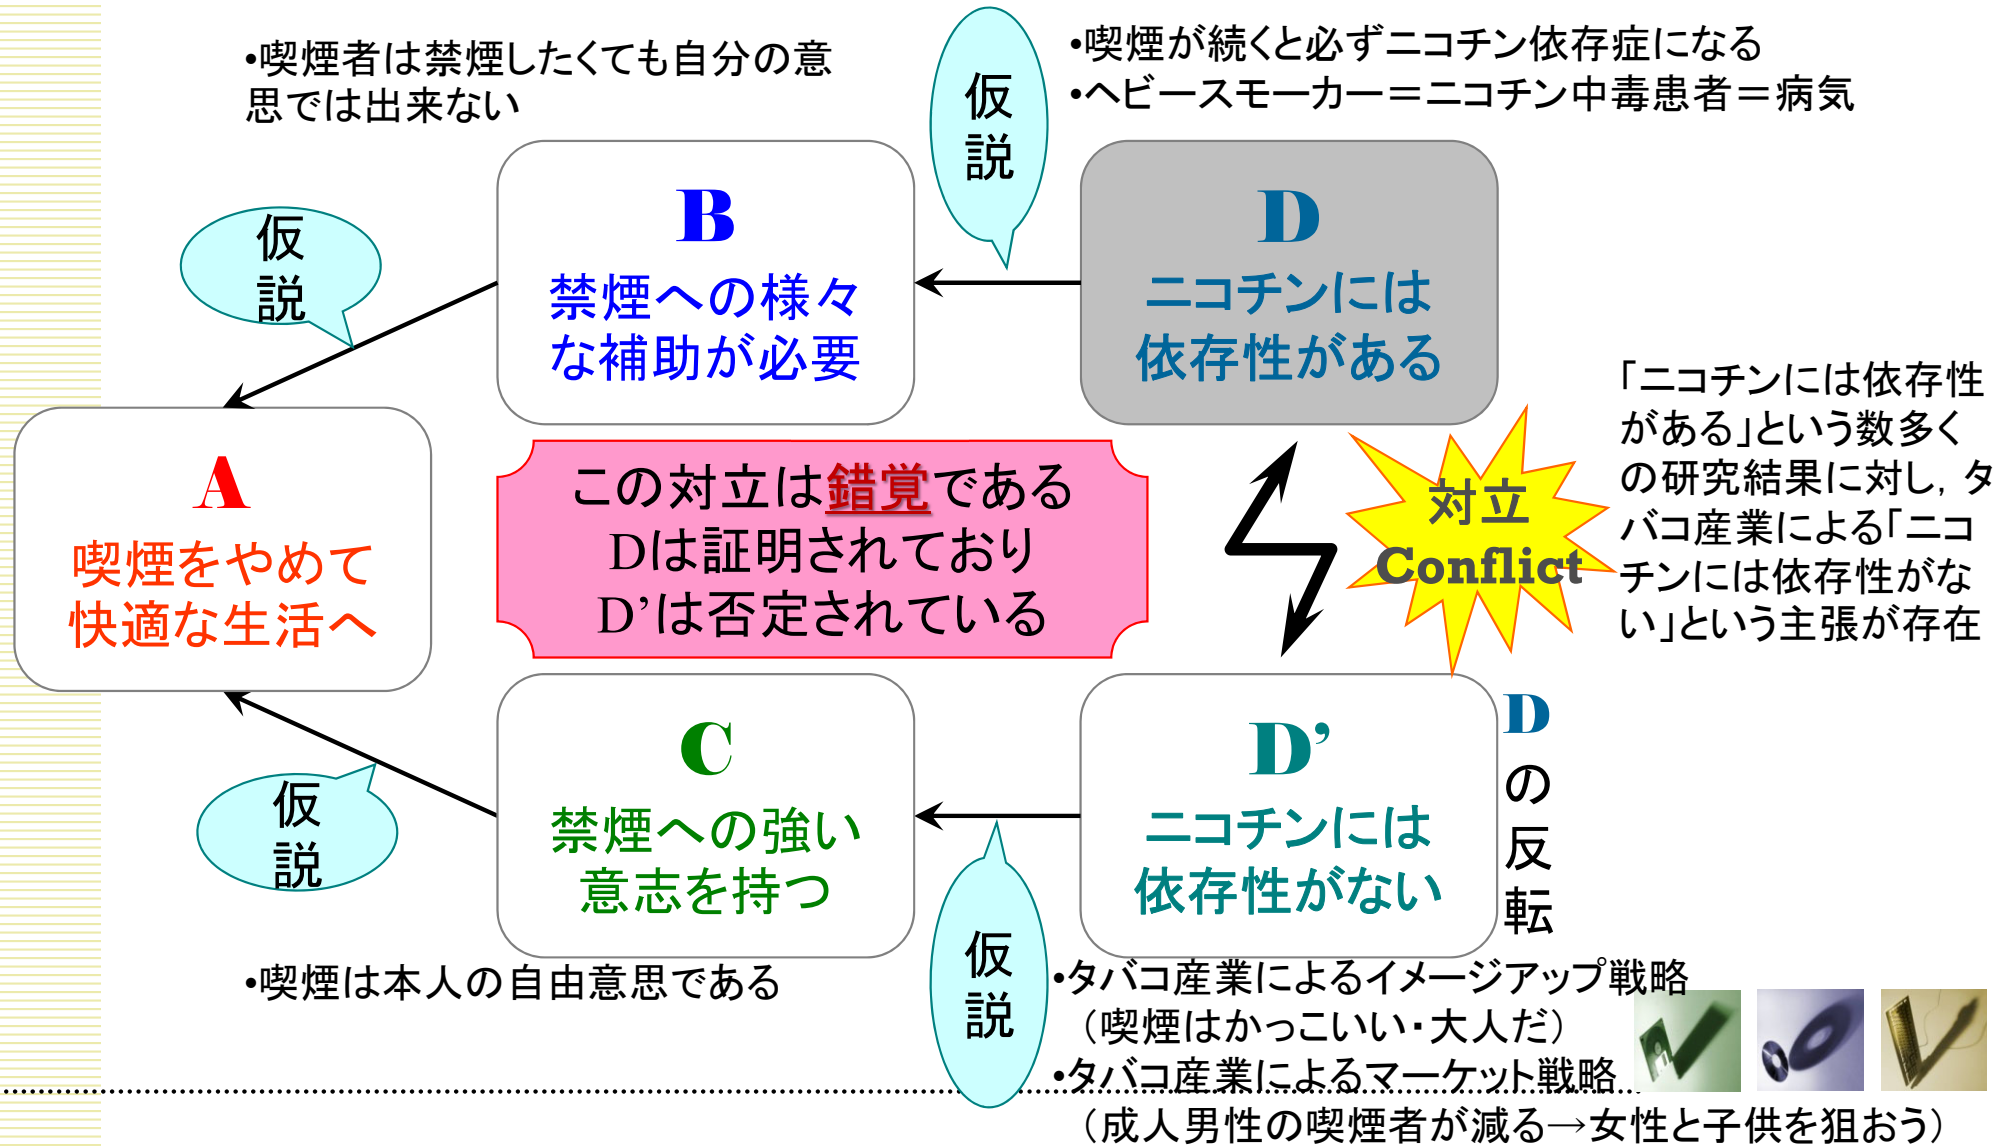 •喫煙者は禁煙したくても自分の意
思では出来ない
•喫煙が続くと必ずニコチン依存症になる
•ヘビースモーカー＝ニコチン中毒患者＝病気
仮
説
仮
説
B
禁煙への様々
な補助が必要
D
ニコチンには
依存性がある
A
喫煙をやめて
快適な生活へ
この対立は錯覚である
Dは証明されており
D’は否定されている
対立
Conflict
「ニコチンには依存性
がある」という数多く
の研究結果に対し，タ
バコ産業による「ニコ
チンには依存性がな
い」という主張が存在
仮
説
C
禁煙への強い
意志を持つ
D’
ニコチンには
依存性がない
D
の
反
転
•喫煙は本人の自由意思である
仮
説
•タバコ産業によるイメージアップ戦略
（喫煙はかっこいい・大人だ）
•タバコ産業によるマーケット戦略
（成人男性の喫煙者が減る→女性と子供を狙おう）